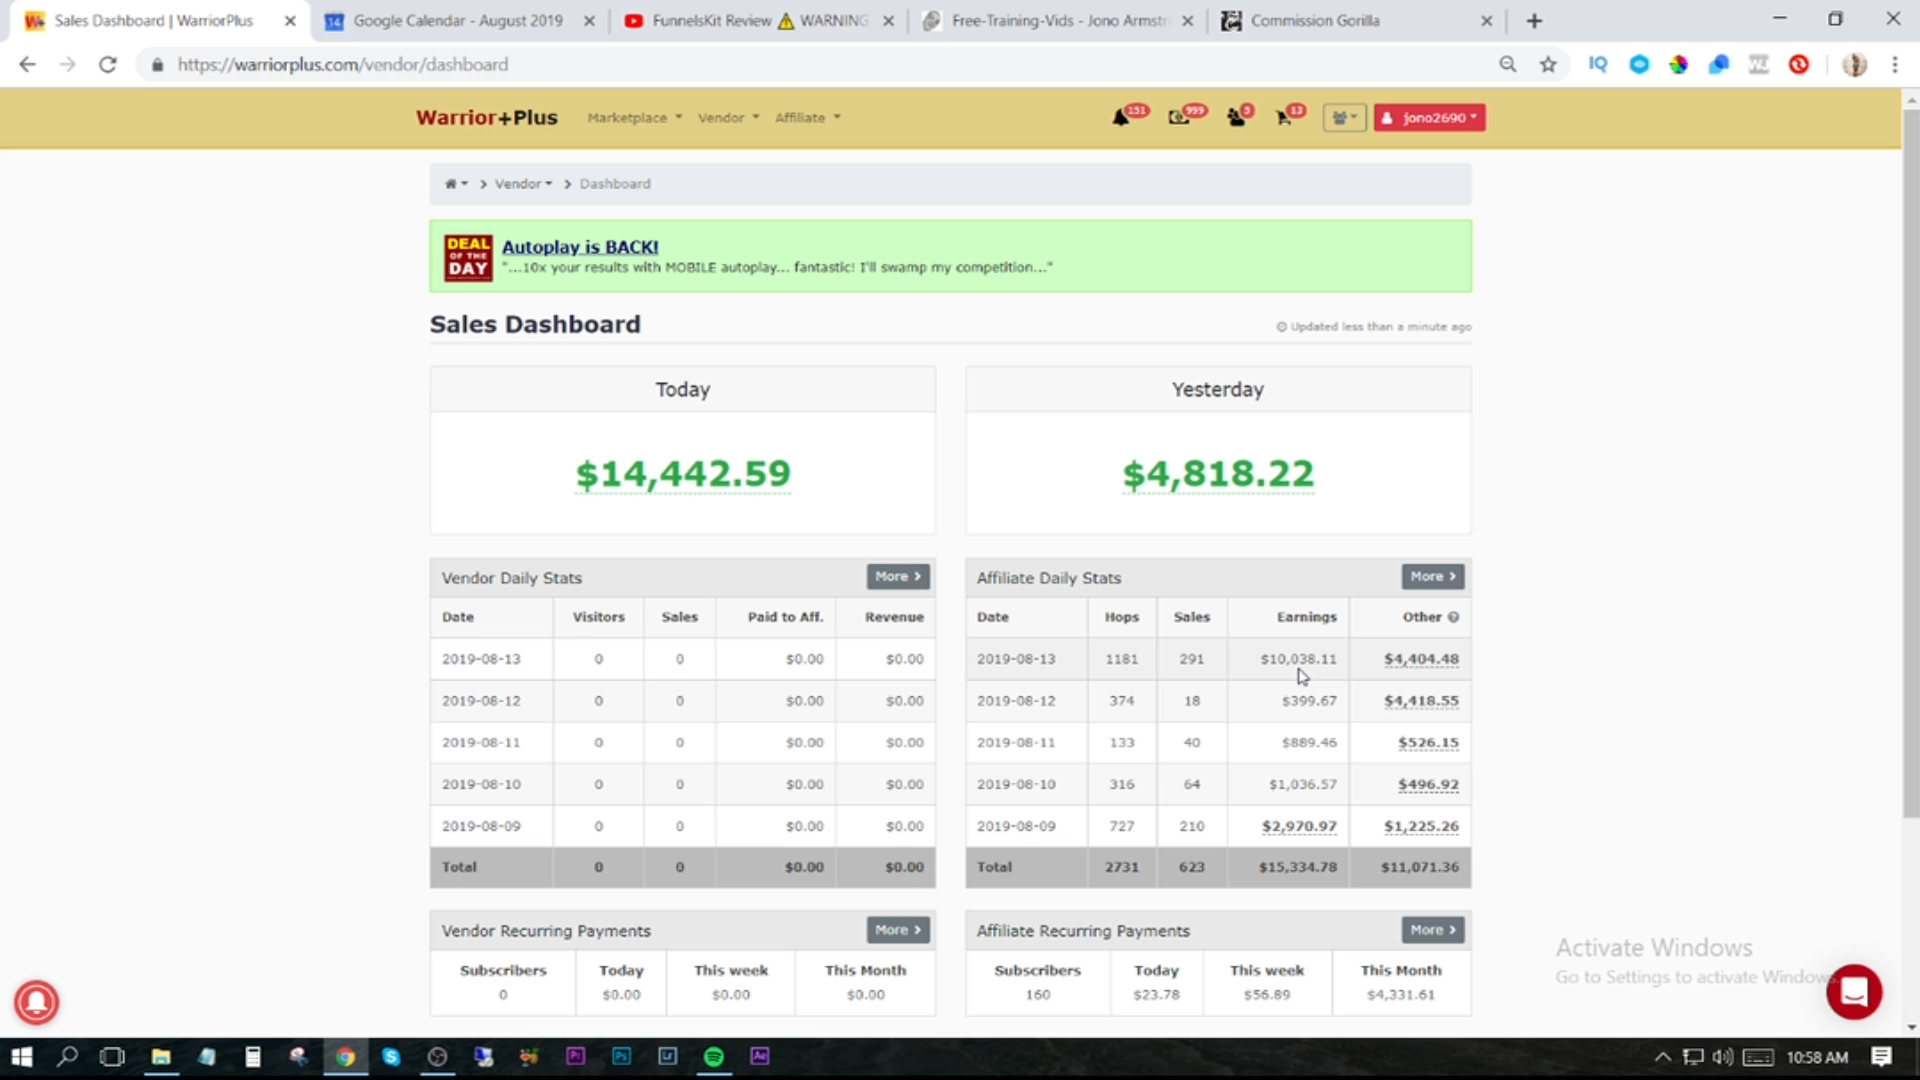 Sales Dashboard | WarriorPlus
Google Calendar - August 2019
FunnelsKit Review ⚠ WARNING
Free-Training-Vids - Jono Armstr
Commission Gorilla
https://warriorplus.com/vendor/dashboard
Warrior+Plus
Marketplace
Vendor
Affiliate
151
999
5
13
jono2690
Vendor
Dashboard
DEAL OF THE DAY
Autoplay is BACK!
"...10x your results with MOBILE autoplay... fantastic! I'll swamp my competition..."
Sales Dashboard
Updated less than a minute ago
Today
$14,442.59
Yesterday
$4,818.22
Vendor Daily Stats
More >
Date Visitors Sales Paid to Aff. Revenue
2019-08-13 0 0 $0.00 $0.00
2019-08-12 0 0 $0.00 $0.00
2019-08-11 0 0 $0.00 $0.00
2019-08-10 0 0 $0.00 $0.00
2019-08-09 0 0 $0.00 $0.00
Total 0 0 $0.00 $0.00
Affiliate Daily Stats
More >
Date Hops Sales Earnings Other
2019-08-13 1181 291 $10,038.11 $4,404.48
2019-08-12 374 18 $399.67 $4,418.55
2019-08-11 133 40 $889.46 $526.15
2019-08-10 316 64 $1,036.57 $496.92
2019-08-09 727 210 $2,970.97 $1,225.26
Total 2731 623 $15,334.78 $11,071.36
Vendor Recurring Payments
More >
Subscribers Today This week This Month
0 $0.00 $0.00 $0.00
Affiliate Recurring Payments
More >
Subscribers Today This week This Month
160 $23.78 $56.89 $4,331.61
Activate Windows
Go to Settings to activate Windows
10:58 AM